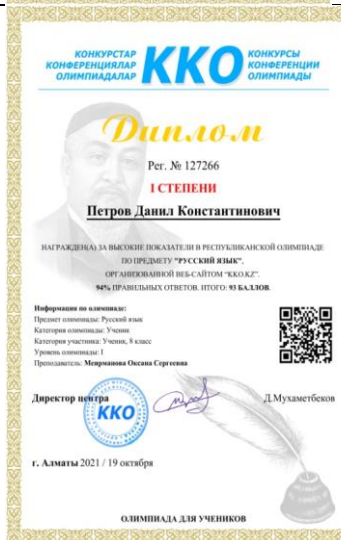 КОНКУРСТАР
КОНФЕРЕНЦИЯЛАР
ОЛИМПИАДАЛАР
ККО
КОНКУРСЫ
КОНФЕРЕНЦИИ
ОЛИМПИАДЫ
Диплом
Рег. № 127266
I СТЕПЕНИ
Петров Данил Константинович
НАГРАЖДЕН(А) ЗА ВЫСОКИЕ ПОКАЗАТЕЛИ В РЕСПУБЛИКАНСКОЙ ОЛИМПИАДЕ
ПО ПРЕДМЕТУ "РУССКИЙ ЯЗЫК",
ОРГАНИЗОВАННОЙ ВЕБ-САЙТОМ "KKO.KZ".
94% ПРАВИЛЬНЫХ ОТВЕТОВ. ИТОГО: 93 БАЛЛОВ.
Информация по олимпиаде:
Предмет олимпиады: Русский язык
Категория олимпиады: Ученик
Категория участника: Ученик, 8 класс
Уровень олимпиады: I
Преподаватель: Меирманова Оксана Сергеевна
Директор центра
ККО
Д.Мухаметбеков
г. Алматы 2021 / 19 октября
ОЛИМПИАДА ДЛЯ УЧЕНИКОВ